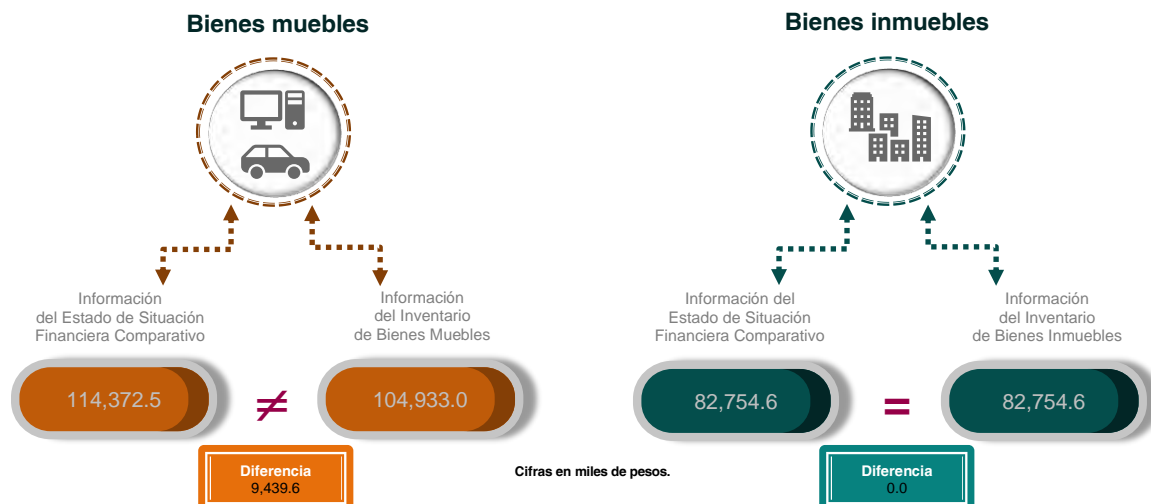 Bienes muebles
Información
del Estado de Situación
Financiera Comparativo
Información
del Inventario
de Bienes Muebles
114,372.5
≠
104,933.0
Diferencia
9,439.6
Cifras en miles de pesos.
Bienes inmuebles
Información del
Estado de Situación
Financiera Comparativo
Información
del Inventario
de Bienes Inmuebles
82,754.6
=
82,754.6
Diferencia
0.0